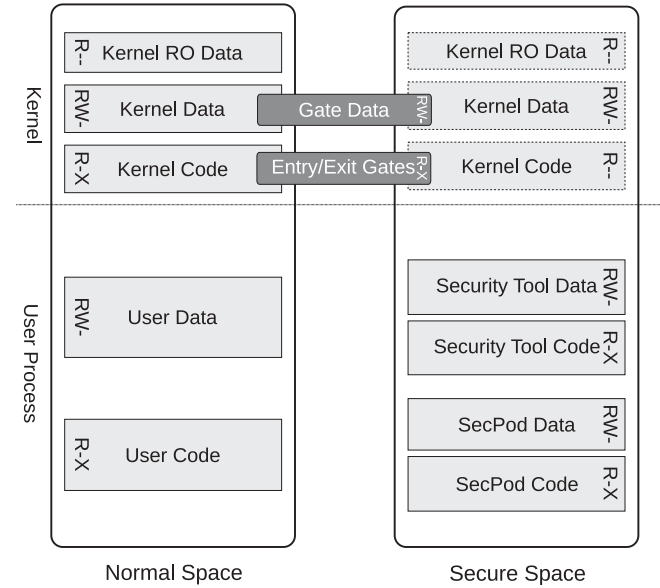 Kernel
R-- Kernel RO Data
RW- Kernel Data
R-X Kernel Code
Gate Data RW-
Entry/Exit Gates R-X
Kernel RO Data R--
Kernel Data RW-
Kernel Code R--
User Process
RW- User Data
R-X User Code
Security Tool Data RW-
Security Tool Code R-X
SecPod Data RW-
SecPod Code R-X
Normal Space
Secure Space